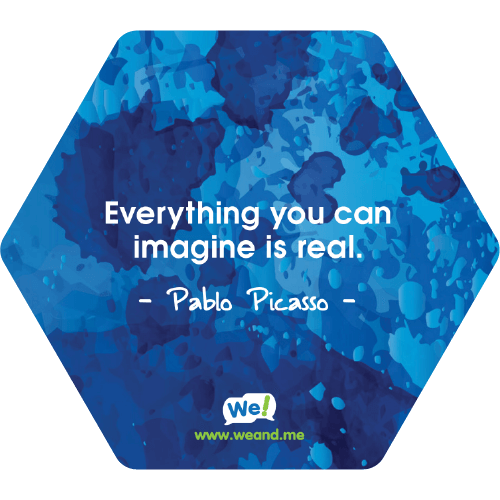 Everything you can
imagine is real.
- Pablo Picasso -
We!
www.weand.me